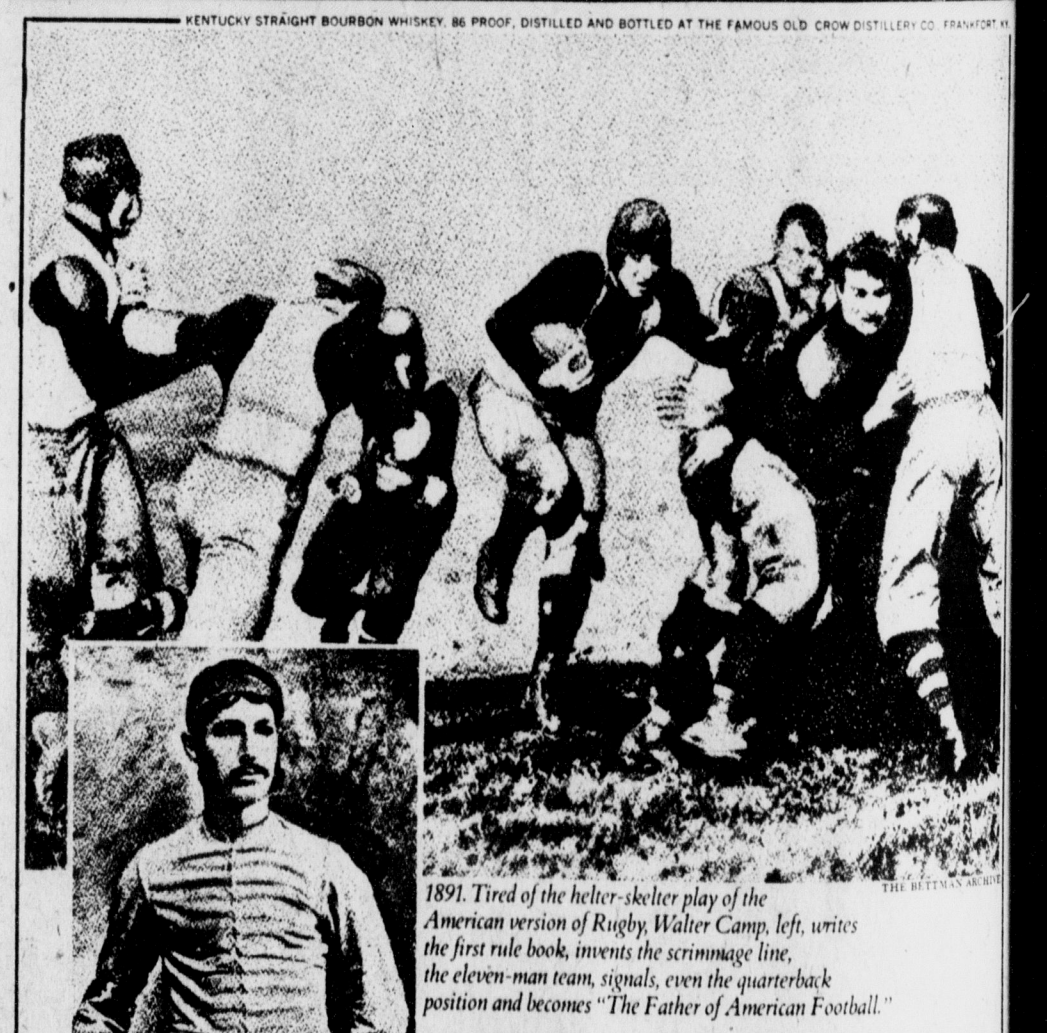 KENTUCKY STRAIGHT BOURBON WHISKEY. 86 PROOF, DISTILLED AND BOTTLED AT THE FAMOUS OLD CROW DISTILLERY CO. FRANKFORT, KY.
THE BETTMAN ARCHIVE
1891. Tired of the helter-skelter play of the
American version of Rugby, Walter Camp, left, writes
the first rule book, invents the scrimmage line,
the eleven-man team, signals, even the quarterback
position and becomes “The Father of American Football.”